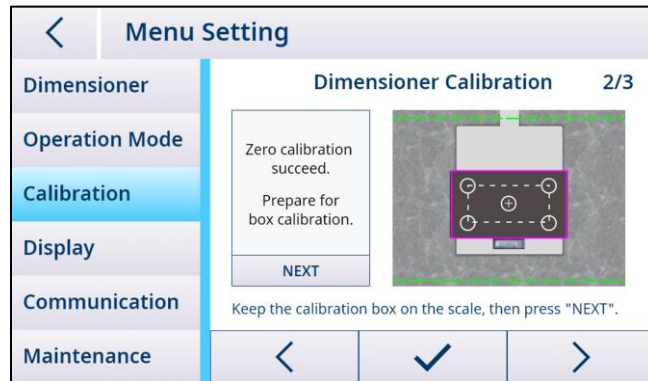 Menu Setting
Dimensioner
Operation Mode
Calibration
Display
Communication
Maintenance
Dimensioner Calibration 2/3
Zero calibration
succeed.
Prepare for
box calibration.
NEXT
Keep the calibration box on the scale, then press "NEXT".